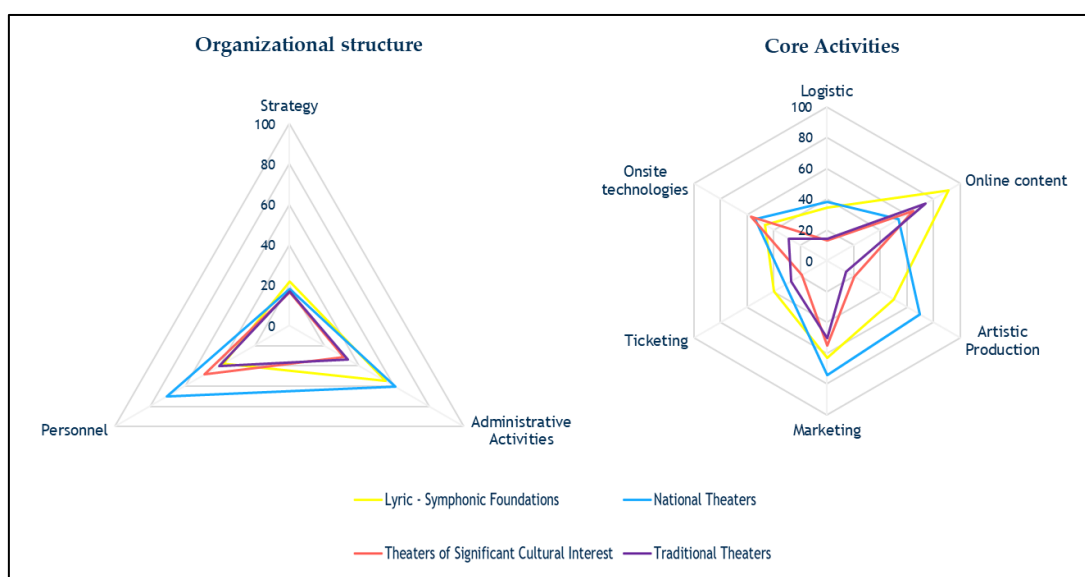 Organizational structure
Strategy
100
80
60
40
20
0
Personnel
Administrative
Activities
Core Activities
Logistic
100
80
60
40
20
0
Onsite
technologies
Online content
Ticketing
Artistic
Production
Marketing
Lyric - Symphonic Foundations
National Theaters
Theaters of Significant Cultural Interest
Traditional Theaters